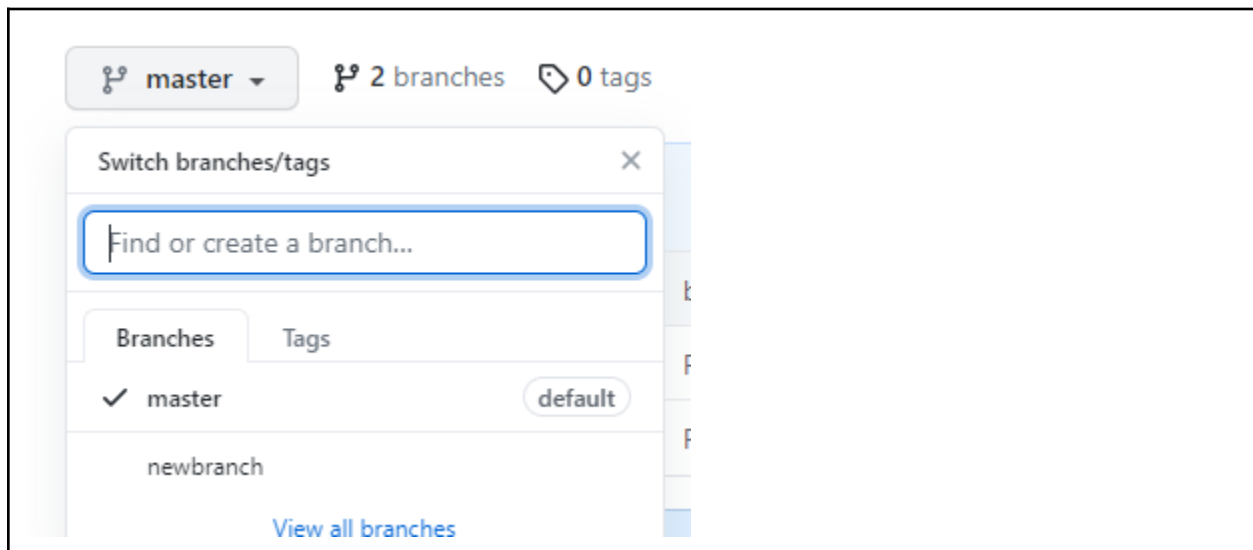 master 2 branches 0 tags
Switch branches/tags
Find or create a branch...
Branches Tags
master default
newbranch
View all branches